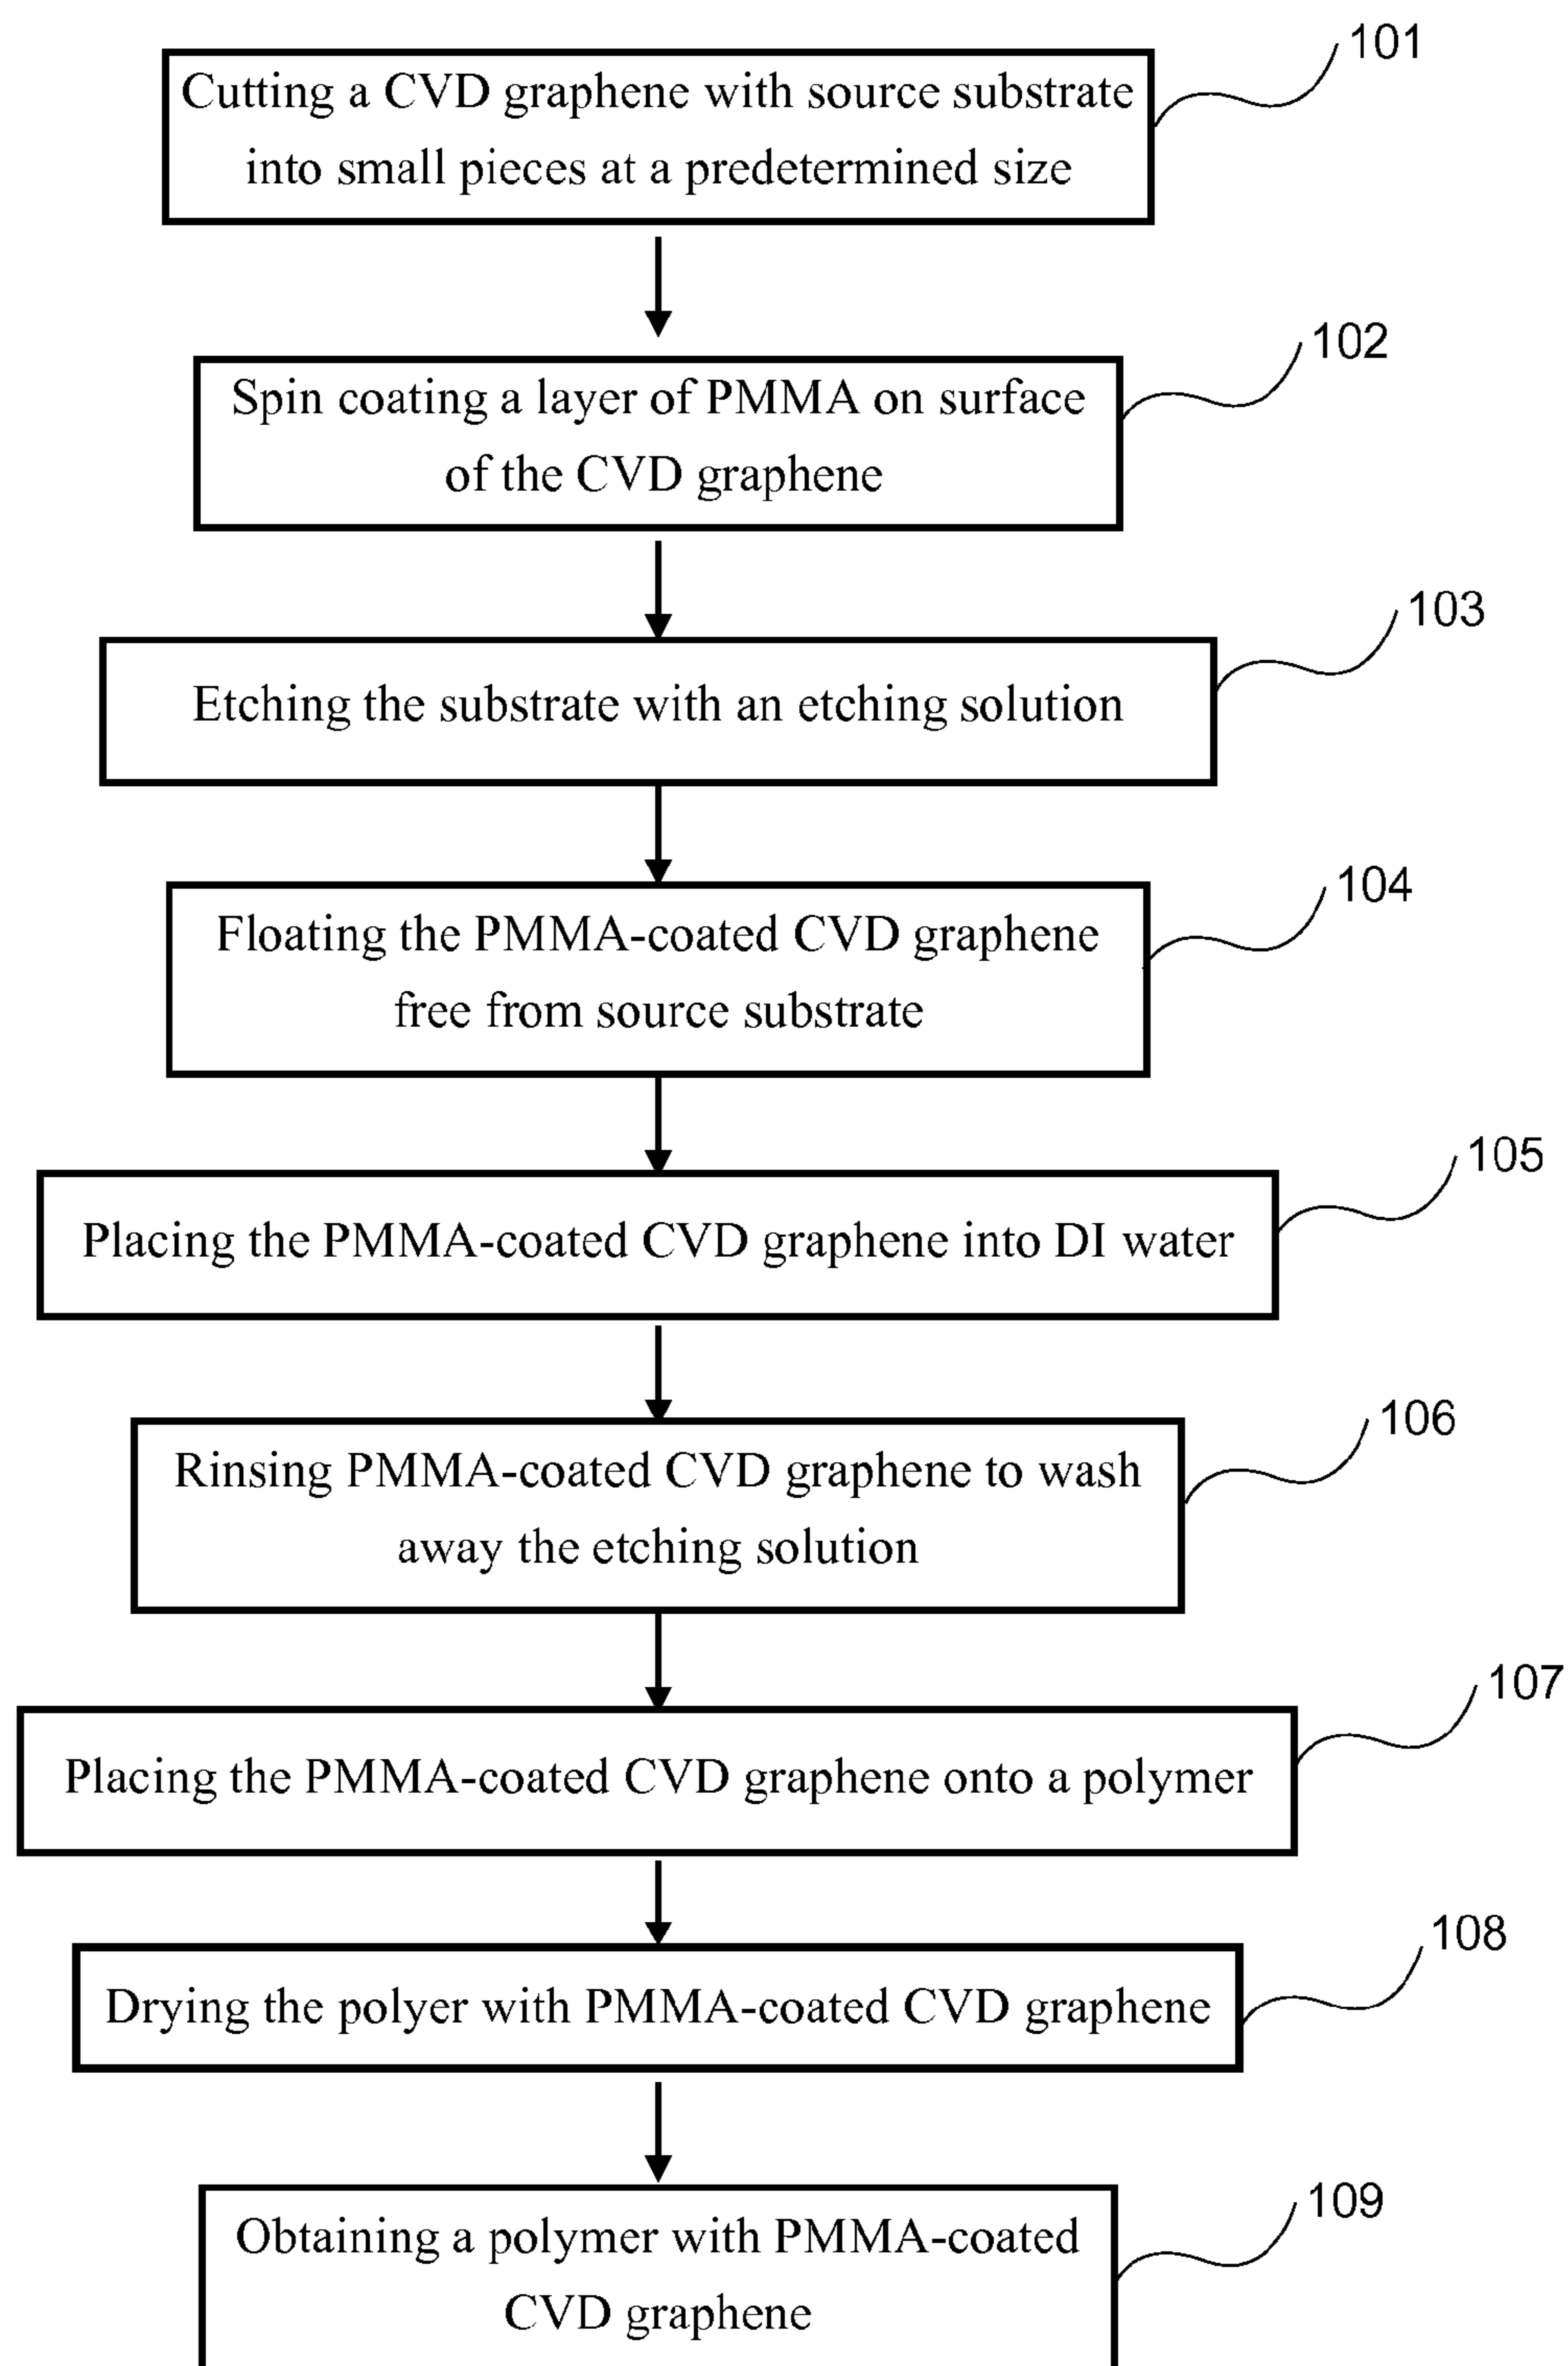 101
Cutting a CVD graphene with source substrate
into small pieces at a predetermined size
102
Spin coating a layer of PMMA on surface
of the CVD graphene
103
Etching the substrate with an etching solution
104
Floating the PMMA-coated CVD graphene
free from source substrate
105
Placing the PMMA-coated CVD graphene into DI water
106
Rinsing PMMA-coated CVD graphene to wash
away the etching solution
107
Placing the PMMA-coated CVD graphene onto a polymer
108
Drying the polyer with PMMA-coated CVD graphene
109
Obtaining a polymer with PMMA-coated
CVD graphene